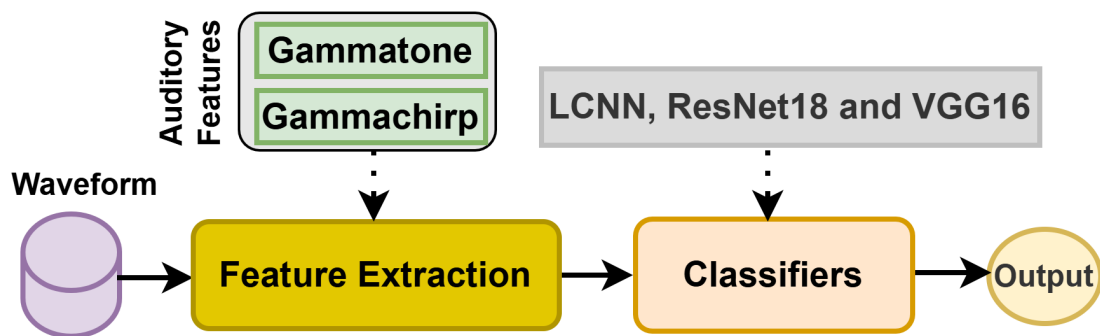 Auditory
Features
Gammatone
Gammachirp
LCNN, ResNet18 and VGG16
Waveform
Feature Extraction
Classifiers
Output